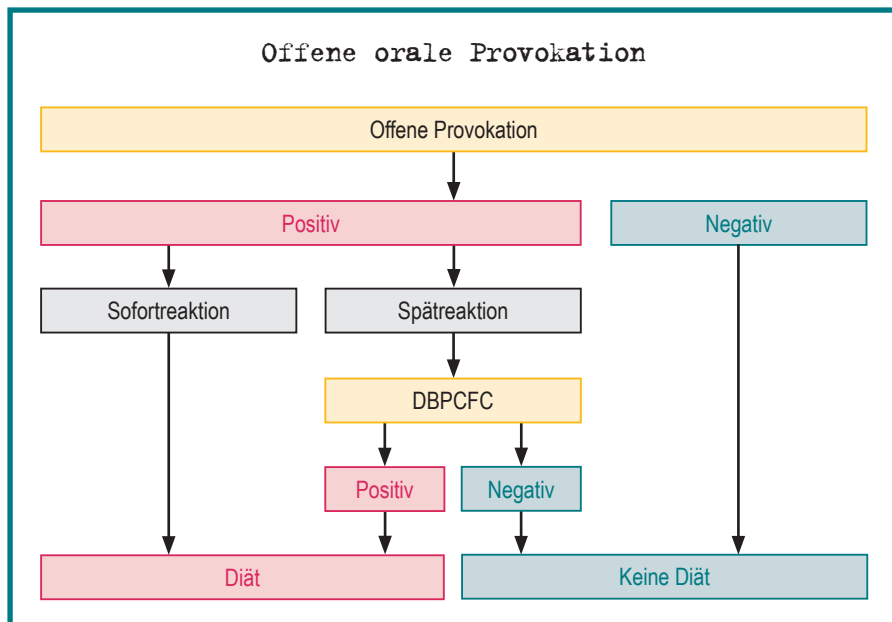 Offene orale Provokation
Offene Provokation
Positiv
Negativ
Sofortreaktion
Spätreaktion
DBPCFC
Positiv
Negativ
Diät
Keine Diät